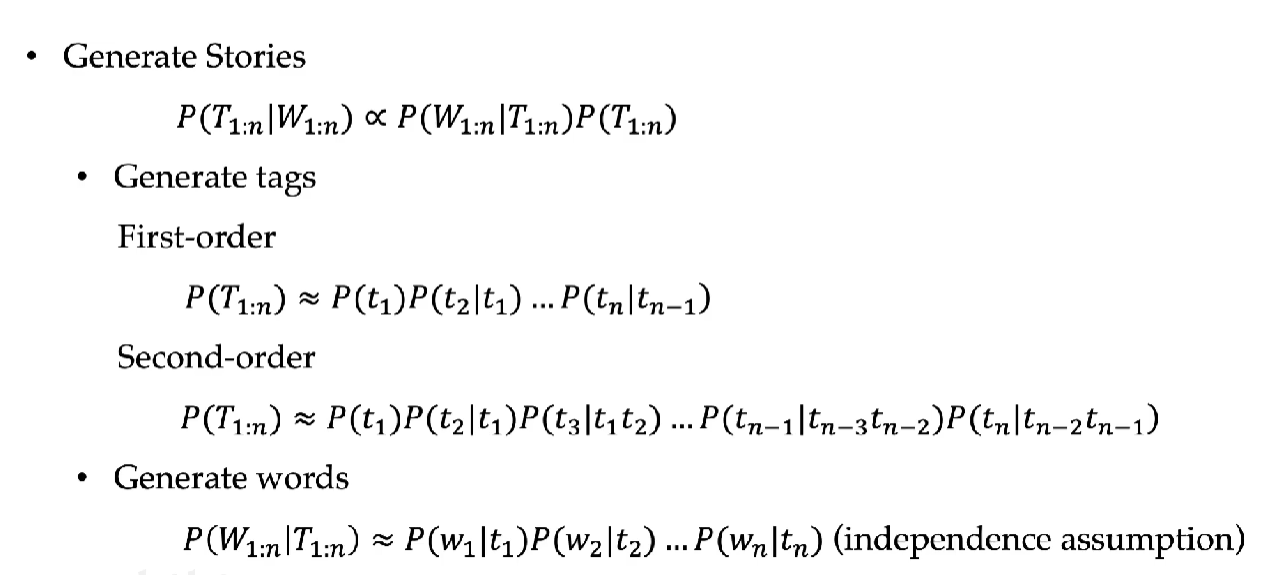 • Generate Stories
P(T₁:ₙ|W₁:ₙ) ∝ P(W₁:ₙ|T₁:ₙ)P(T₁:ₙ)
• Generate tags
First-order
P(T₁:ₙ) ≈ P(t₁)P(t₂|t₁) … P(tₙ|tₙ₋₁)
Second-order
P(T₁:ₙ) ≈ P(t₁)P(t₂|t₁)P(t₃|t₁t₂) … P(tₙ₋₁|tₙ₋₃tₙ₋₂)P(tₙ|tₙ₋₂tₙ₋₁)
• Generate words
P(W₁:ₙ|T₁:ₙ) ≈ P(w₁|t₁)P(w₂|t₂) … P(wₙ|tₙ) (independence assumption)